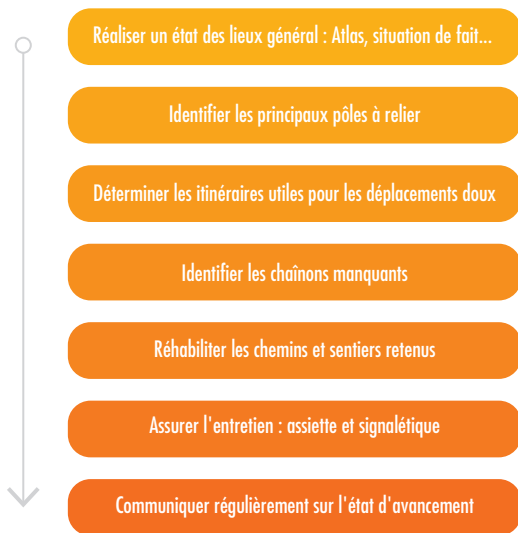 Réaliser un état des lieux général : Atlas, situation de fait...
Identifier les principaux pôles à relier
Déterminer les itinéraires utiles pour les déplacements doux
Identifier les chaînons manquants
Réhabiliter les chemins et sentiers retenus
Assurer l'entretien : assiette et signalétique
Communiquer régulièrement sur l'état d'avancement